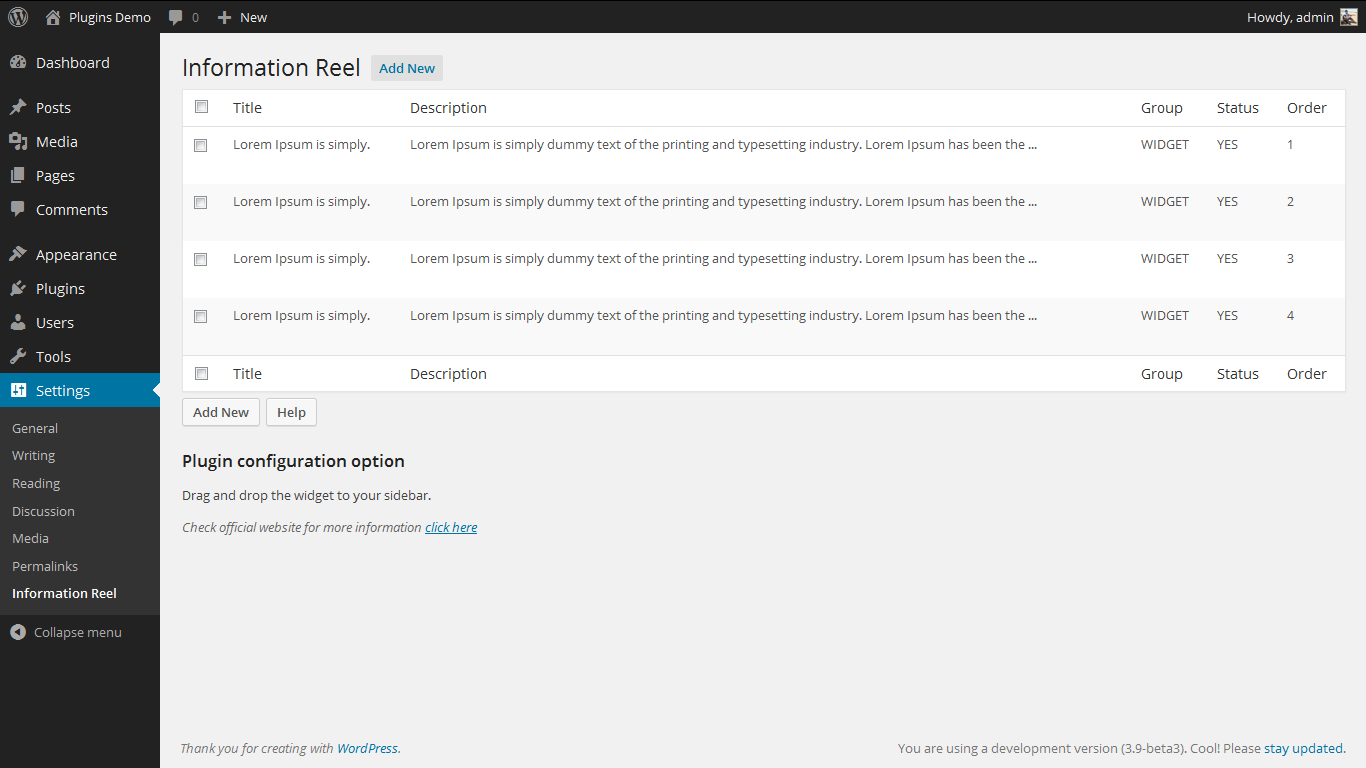 Plugins Demo 0 New Howdy, admin
Dashboard
Posts
Media
Pages
Comments
Appearance
Plugins
Users
Tools
Settings
General
Writing
Reading
Discussion
Media
Permalinks
Information Reel
Collapse menu
Information Reel Add New
Title Description Group Status Order
Lorem Ipsum is simply. Lorem Ipsum is simply dummy text of the printing and typesetting industry. Lorem Ipsum has been the ... WIDGET YES 1
Lorem Ipsum is simply. Lorem Ipsum is simply dummy text of the printing and typesetting industry. Lorem Ipsum has been the ... WIDGET YES 2
Lorem Ipsum is simply. Lorem Ipsum is simply dummy text of the printing and typesetting industry. Lorem Ipsum has been the ... WIDGET YES 3
Lorem Ipsum is simply. Lorem Ipsum is simply dummy text of the printing and typesetting industry. Lorem Ipsum has been the ... WIDGET YES 4
Title Description Group Status Order
Add New Help
Plugin configuration option
Drag and drop the widget to your sidebar.
Check official website for more information click here
Thank you for creating with WordPress. You are using a development version (3.9-beta3). Cool! Please stay updated.